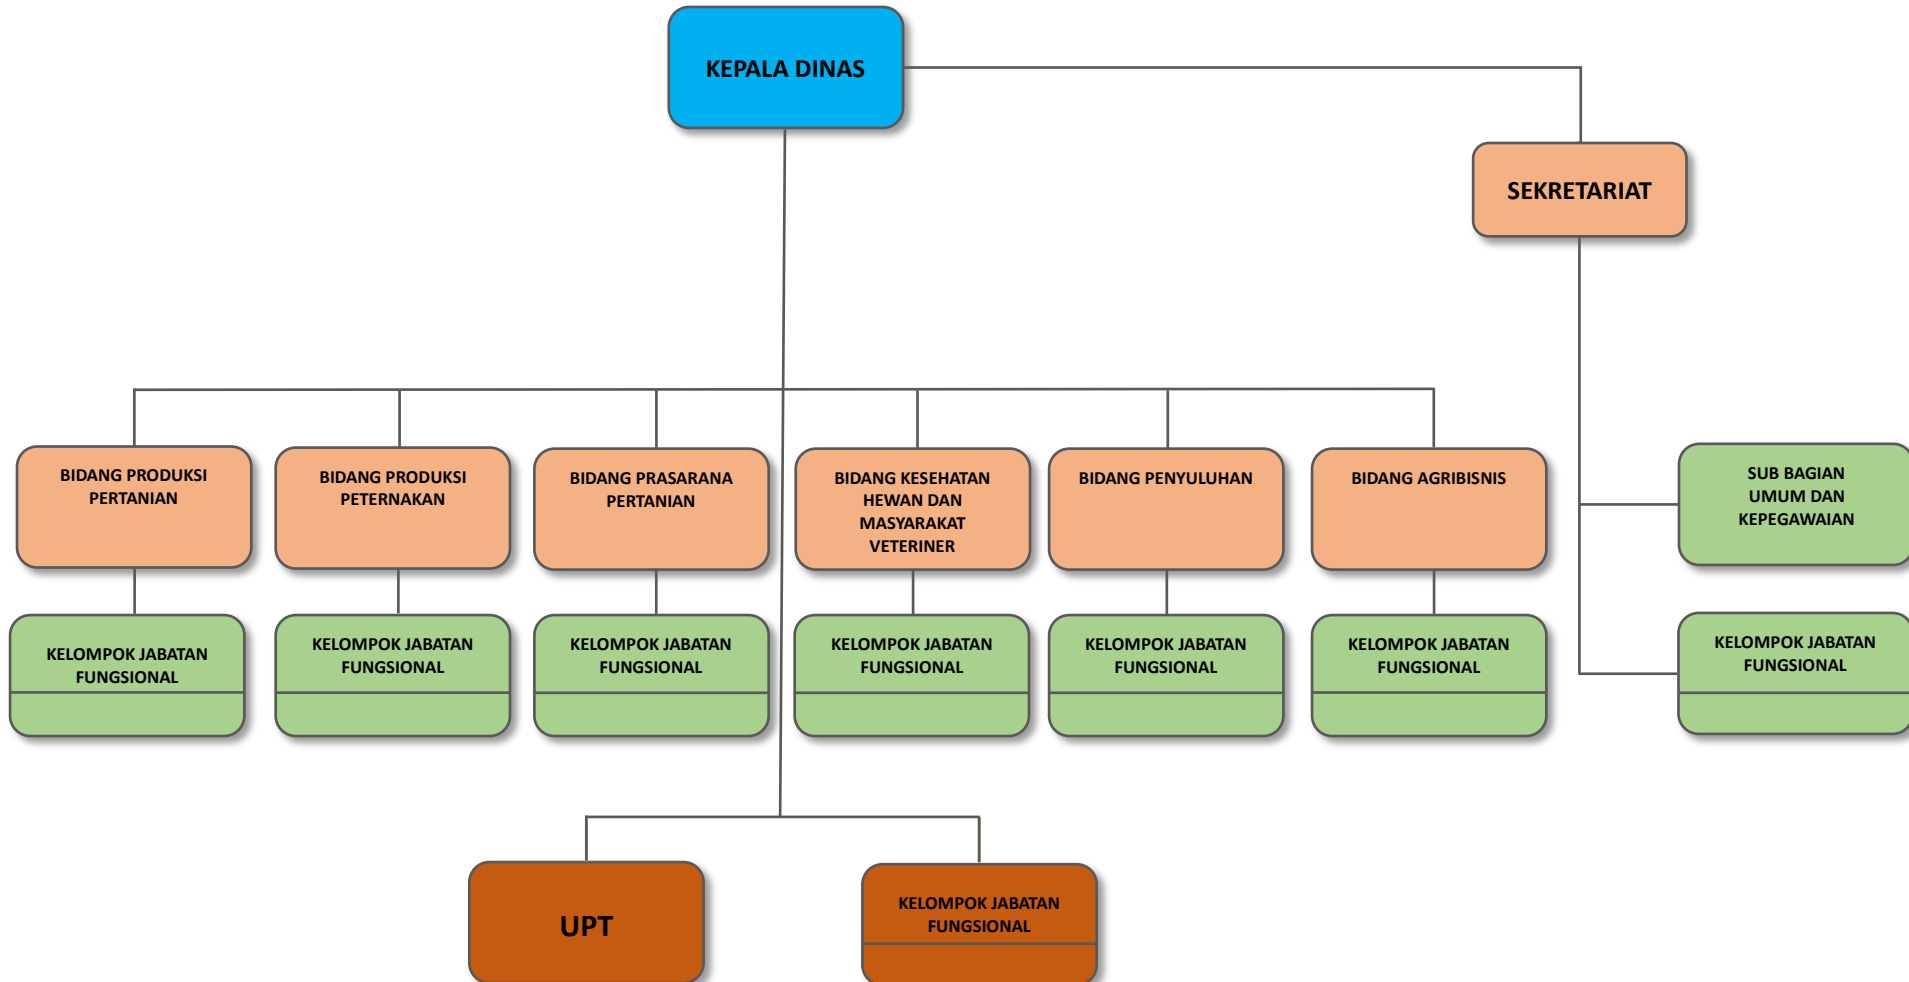 KEPALA DINAS
SEKRETARIAT
BIDANG PRODUKSI
PERTANIAN
BIDANG PRODUKSI
PETERNAKAN
BIDANG PRASARANA
PERTANIAN
BIDANG KESEHATAN
HEWAN DAN
MASYARAKAT
VETERINER
BIDANG PENYULUHAN
BIDANG AGRIBISNIS
SUB BAGIAN
UMUM DAN
KEPEGAWAIAN
KELOMPOK JABATAN
FUNGSIONAL
KELOMPOK JABATAN
FUNGSIONAL
KELOMPOK JABATAN
FUNGSIONAL
KELOMPOK JABATAN
FUNGSIONAL
KELOMPOK JABATAN
FUNGSIONAL
KELOMPOK JABATAN
FUNGSIONAL
KELOMPOK JABATAN
FUNGSIONAL
UPT
KELOMPOK JABATAN
FUNGSIONAL